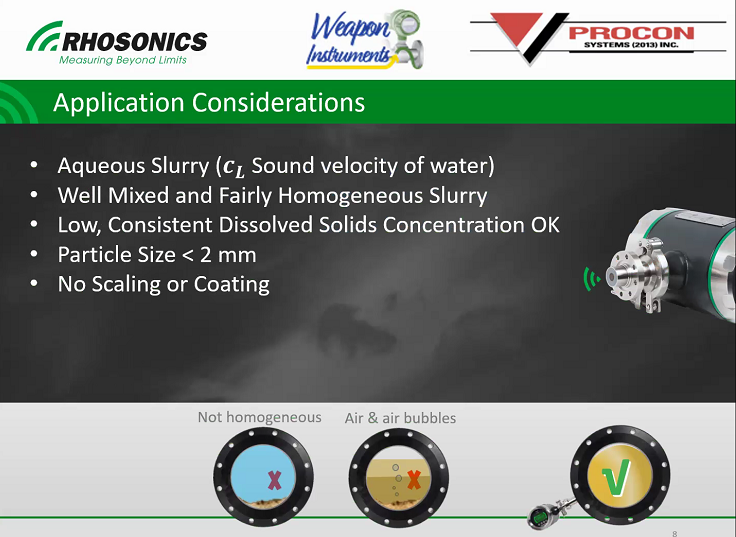 RHOSONICS
Measuring Beyond Limits
Weapon
Instruments
PROCON
SYSTEMS (2013) INC.
Application Considerations
• Aqueous Slurry (c_L Sound velocity of water)
• Well Mixed and Fairly Homogeneous Slurry
• Low, Consistent Dissolved Solids Concentration OK
• Particle Size < 2 mm
• No Scaling or Coating
Not homogeneous
Air & air bubbles
X
X
√
8